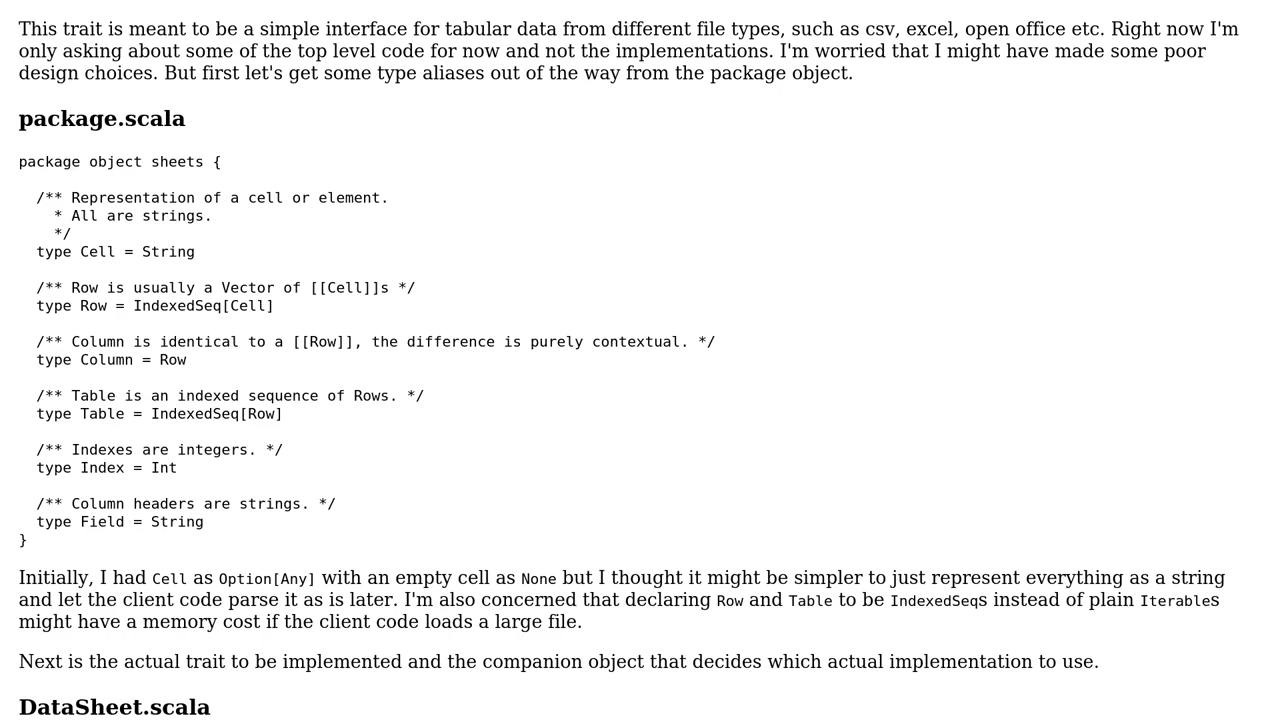 This trait is meant to be a simple interface for tabular data from different file types, such as csv, excel, open office etc. Right now I'm
only asking about some of the top level code for now and not the implementations. I'm worried that I might have made some poor
design choices. But first let's get some type aliases out of the way from the package object.
package.scala
package object sheets {
  /** Representation of a cell or element.
    * All are strings.
    */
  type Cell = String
  /** Row is usually a Vector of [[Cell]]s */
  type Row = IndexedSeq[Cell]
  /** Column is identical to a [[Row]], the difference is purely contextual. */
  type Column = Row
  /** Table is an indexed sequence of Rows. */
  type Table = IndexedSeq[Row]
  /** Indexes are integers. */
  type Index = Int
  /** Column headers are strings. */
  type Field = String
}
Initially, I had Cell as Option[Any] with an empty cell as None but I thought it might be simpler to just represent everything as a string
and let the client code parse it as is later. I'm also concerned that declaring Row and Table to be IndexedSeqs instead of plain Iterables
might have a memory cost if the client code loads a large file.
Next is the actual trait to be implemented and the companion object that decides which actual implementation to use.
DataSheet.scala